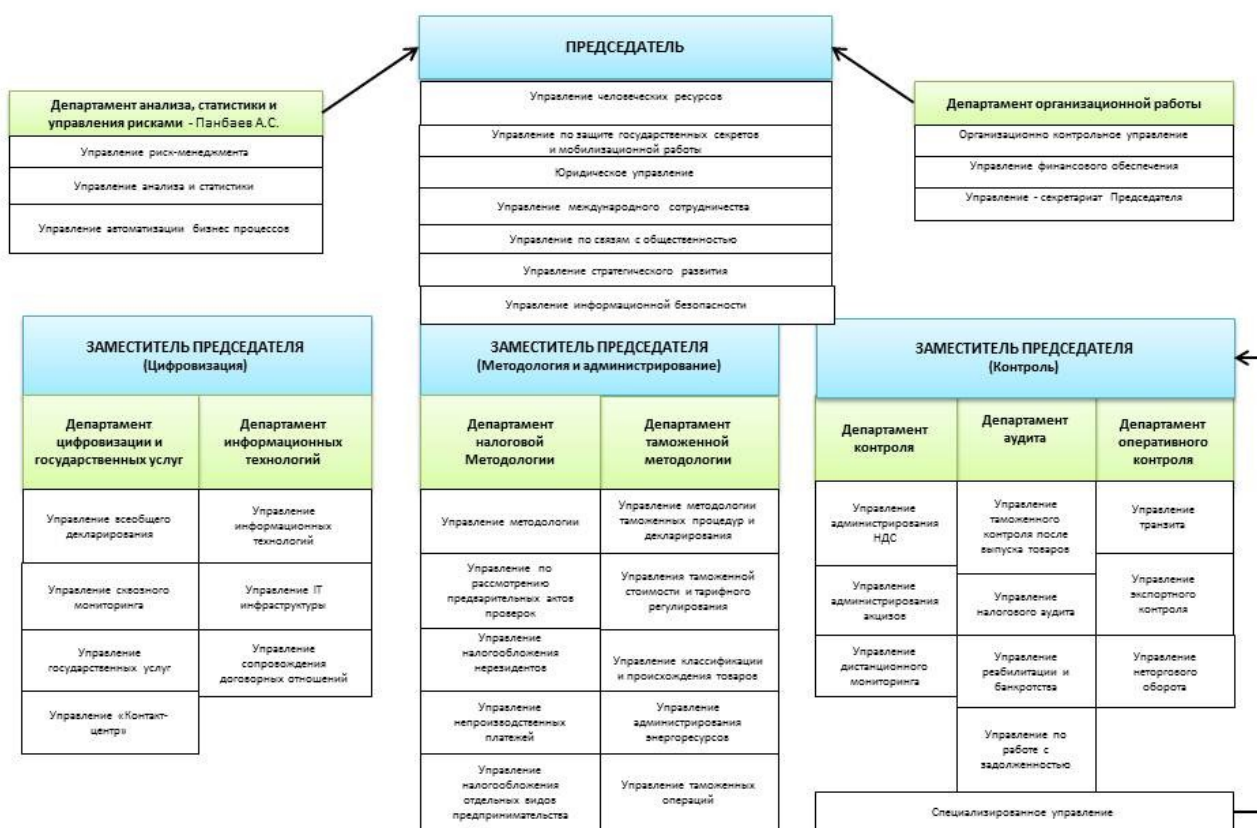 ПРЕДСЕДАТЕЛЬ
Управление человеческих ресурсов
Управление по защите государственных секретов
и мобилизационной работы
Юридическое управление
Управление международного сотрудничества
Управление по связям с общественностью
Управление стратегического развития
Управление информационной безопасности
Департамент анализа, статистики и
управления рисками - Панбаев А.С.
Управление риск-менеджмента
Управление анализа и статистики
Управление автоматизации бизнес процессов
Департамент организационной работы
Организационно контрольное управление
Управление финансового обеспечения
Управление - секретариат Председателя
ЗАМЕСТИТЕЛЬ ПРЕДСЕДАТЕЛЯ
(Цифровизация)
Департамент
цифровизации и
государственных услуг
Управление всеобщего
декларирования
Управление сквозного
мониторинга
Управление
государственных услуг
Управление «Контакт-
центр»
Департамент
информационных
технологий
Управление
информационных
технологий
Управление IT
инфраструктуры
Управление
сопровождения
договорных отношений
ЗАМЕСТИТЕЛЬ ПРЕДСЕДАТЕЛЯ
(Методология и администрирование)
Департамент
налоговой
Методологии
Управление методологии
Управление по
рассмотрению
предварительных актов
проверок
Управление
налогообложения
нерезидентов
Управление
непроизводственных
платежей
Управление
налогообложения
отдельных видов
предпринимательства
Департамент
таможенной
методологии
Управление методологии
таможенных процедур и
декларирования
Управления таможенной
стоимости и тарифного
регулирования
Управление классификации
и происхождения товаров
Управление
администрирования
энергоресурсов
Управление таможенных
операций
ЗАМЕСТИТЕЛЬ ПРЕДСЕДАТЕЛЯ
(Контроль)
Департамент
контроля
Управление
администрирования
НДС
Управление
администрирования
акцизов
Управление
дистанционного
мониторинга
Департамент
аудита
Управление
таможенного
контроля после
выпуска товаров
Управление
налогового аудита
Управление
реабилитации и
банкротства
Управление по
работе с
задолженностью
Департамент
оперативного
контроля
Управление
транзита
Управление
экспортного
контроля
Управление
неторгового
оборота
Специализированное управление